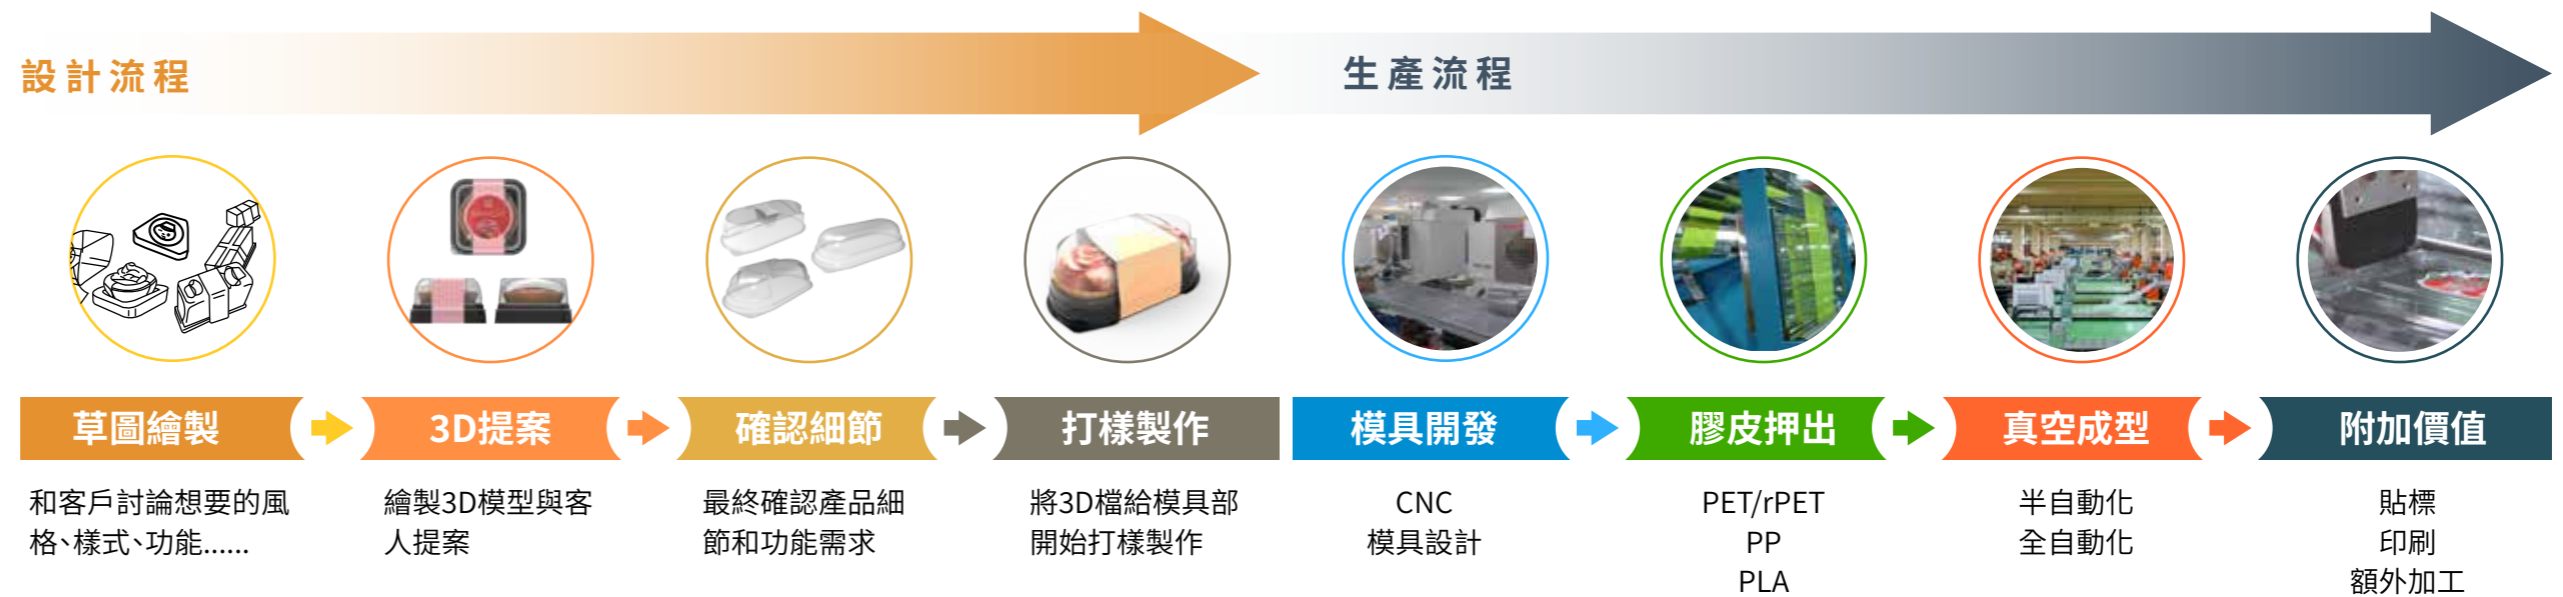 設計流程
生產流程
草圖繪製
3D提案
確認細節
打樣製作
模具開發
膠皮押出
真空成型
附加價值
和客戶討論想要的風
格、樣式、功能......
繪製3D模型與客
人提案
最終確認產品細
節和功能需求
將3D檔給模具部
開始打樣製作
CNC
模具設計
PET/rPET
PP
PLA
半自動化
全自動化
貼標
印刷
額外加工